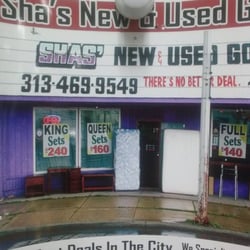 Sha's New & Used G
SHAS' NEW & USED GO
313-469-9549 THERE'S NO BETTER DEAL.
KING
Sets
$240
QUEEN
Sets
$160
FULL
Sets
$140
Deals In The City
We